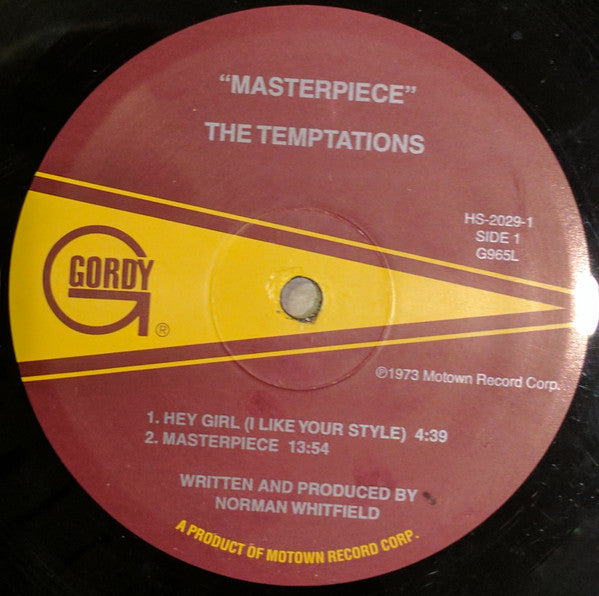 "MASTERPIECE"
THE TEMPTATIONS
HS-2029-1
SIDE 1
G965L
GORDY
®
℗1973 Motown Record Corp.
1. HEY GIRL (I LIKE YOUR STYLE) 4:39
2. MASTERPIECE 13:54
WRITTEN AND PRODUCED BY
NORMAN WHITFIELD
A PRODUCT OF MOTOWN RECORD CORP.